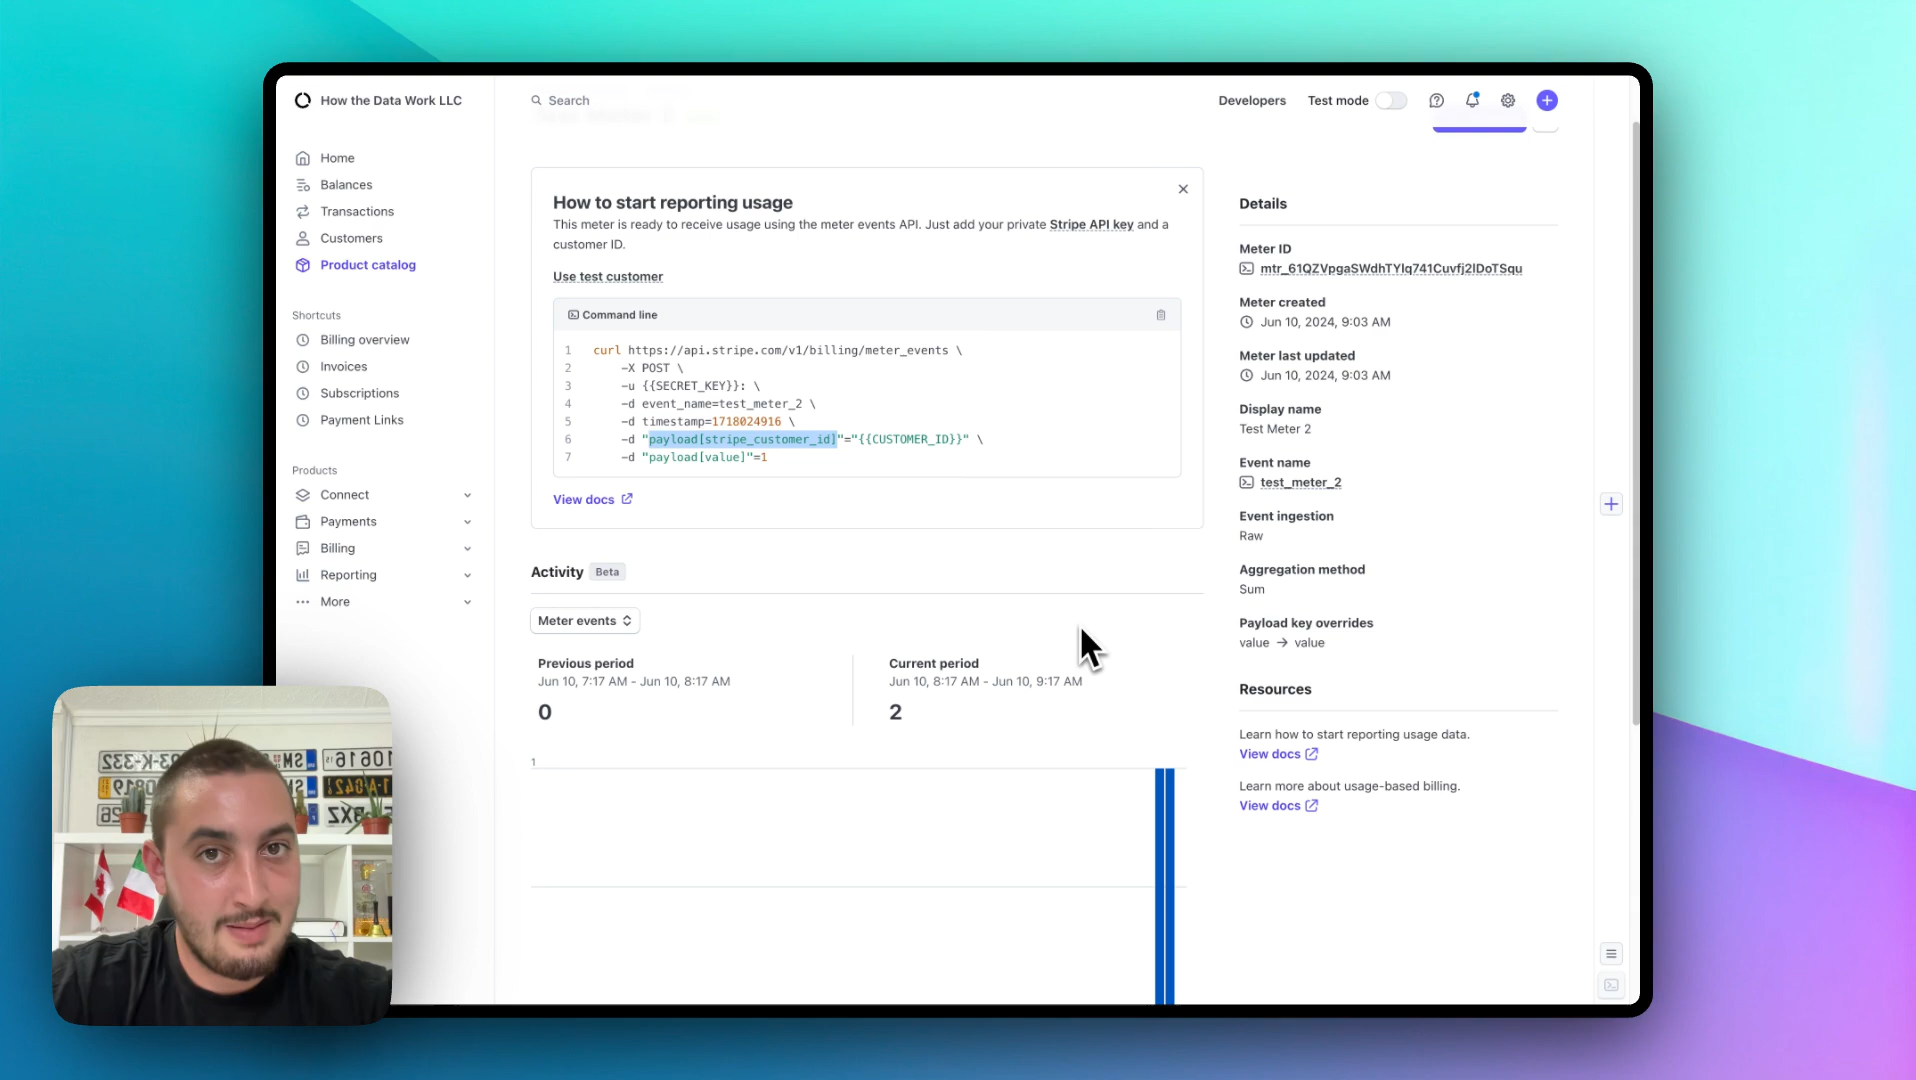 How the Data Work LLC
Search
Developers
Test mode
Home
Balances
Transactions
Customers
Product catalog
Shortcuts
Billing overview
Invoices
Subscriptions
Payment Links
Products
Connect
Payments
Billing
Reporting
More
How to start reporting usage
This meter is ready to receive usage using the meter events API. Just add your private Stripe API key and a
customer ID.
Use test customer
Command line
1 curl https://api.stripe.com/v1/billing/meter_events \
2 -X POST \
3 -u {{SECRET_KEY}}: \
4 -d event_name=test_meter_2 \
5 -d timestamp=1718024916 \
6 -d "payload[stripe_customer_id]"="{{CUSTOMER_ID}}" \
7 -d "payload[value]"=1
View docs
Activity Beta
Meter events
Previous period
Jun 10, 7:17 AM - Jun 10, 8:17 AM
0
Current period
Jun 10, 8:17 AM - Jun 10, 9:17 AM
2
1
Details
Meter ID
mtr_61QZVpgaSWdhTYIq741Cuvfj2IDoTSqu
Meter created
Jun 10, 2024, 9:03 AM
Meter last updated
Jun 10, 2024, 9:03 AM
Display name
Test Meter 2
Event name
test_meter_2
Event ingestion
Raw
Aggregation method
Sum
Payload key overrides
value → value
Resources
Learn how to start reporting usage data.
View docs
Learn more about usage-based billing.
View docs